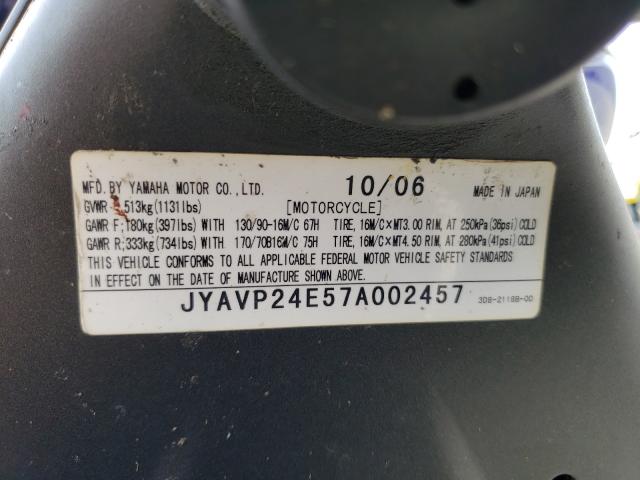 MFD.BY YAMAHA MOTOR CO.,LTD. 10/06 MADE IN JAPAN
GVWR 513kg(1131lbs) [MOTORCYCLE]
GAWR F;180kg(397lbs) WITH 130/90-16M/C 67H TIRE, 16M/C×MT3.00 RIM, AT 250kPa(36psi)COLD
GAWR R;333kg(734lbs) WITH 170/70B16M/C 75H TIRE, 16M/C×MT4.50 RIM, AT 280kPa(41psi)COLD
THIS VEHICLE CONFORMS TO ALL APPLICABLE FEDERAL MOTOR VEHICLE SAFETY STANDARDS
IN EFFECT ON THE DATE OF MANUFACTURE SHOWN ABOVE.
JYAVP24E57A002457 3D8-2118B-00